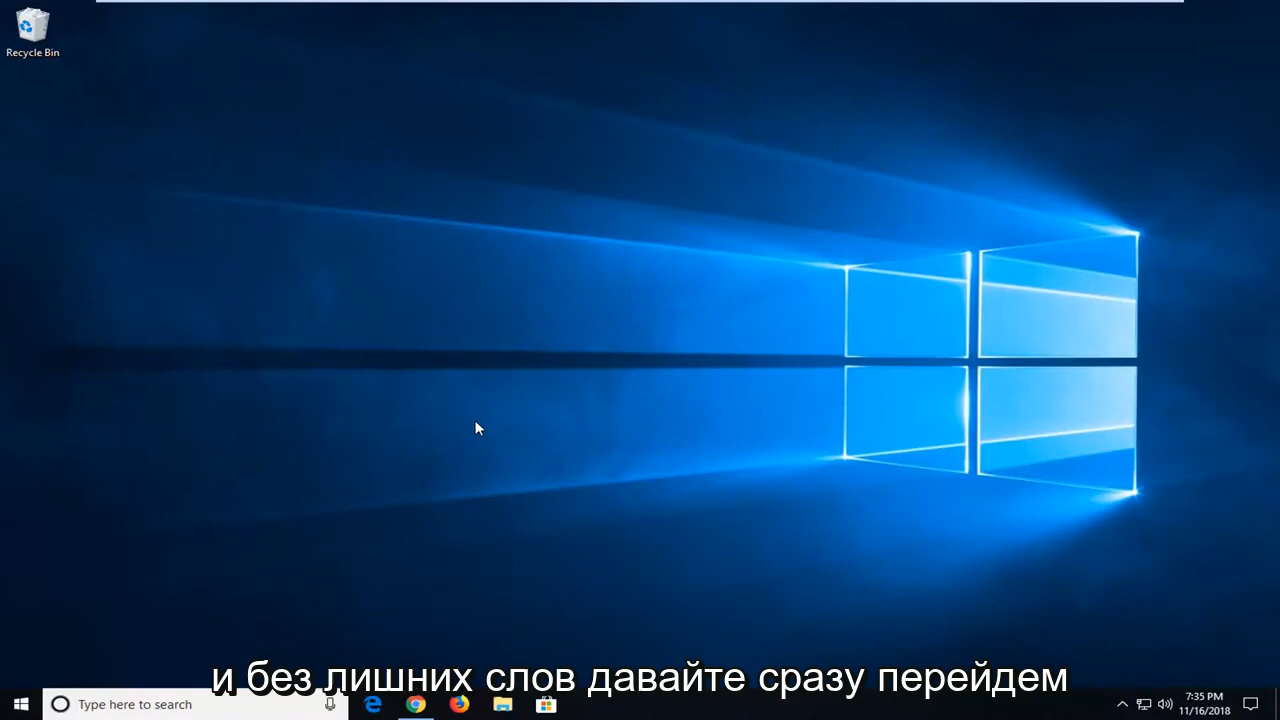 Recycle Bin
и без лишних слов давайте сразу перейдем
Type here to search
7:35 PM
11/16/2018